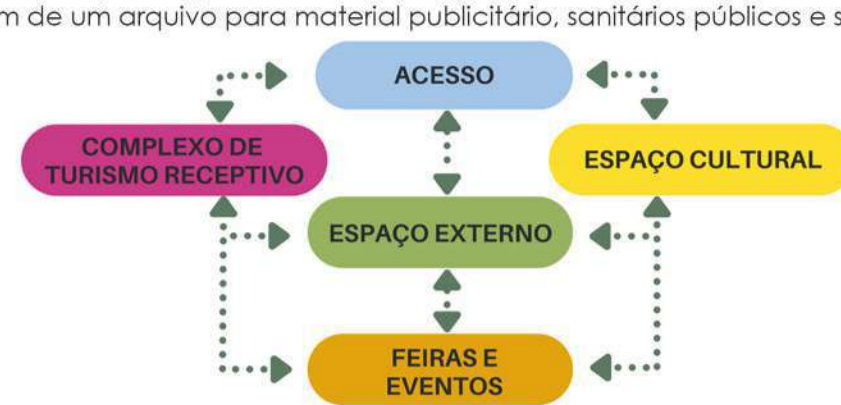 de um arquivo para material publicitário, sanitários públicos e
ACESSO
COMPLEXO DE
TURISMO RECEPTIVO
ESPAÇO CULTURAL
ESPAÇO EXTERNO
FEIRAS E
EVENTOS